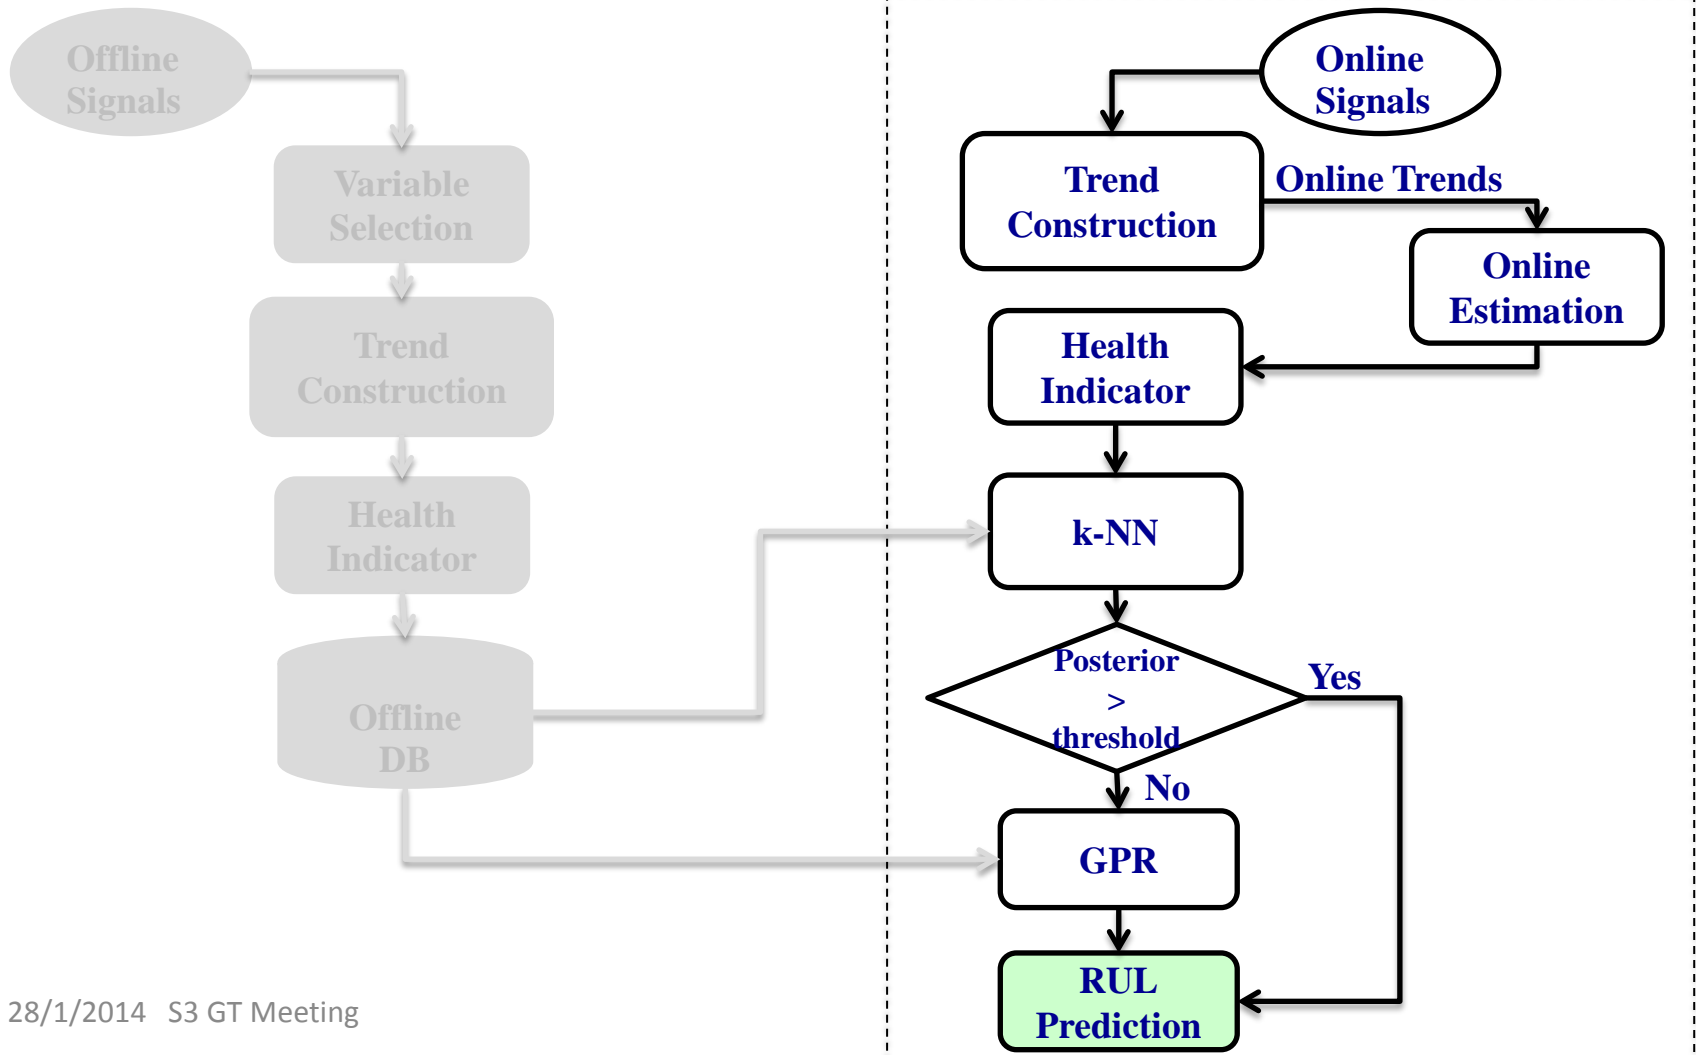 Offline
Signals
Variable
Selection
Trend
Construction
Health
Indicator
Offline
DB
Online
Signals
Trend
Construction
Online Trends
Online
Estimation
Health
Indicator
k-NN
Posterior
>
threshold
Yes
No
GPR
RUL
Prediction
28/1/2014 S3 GT Meeting